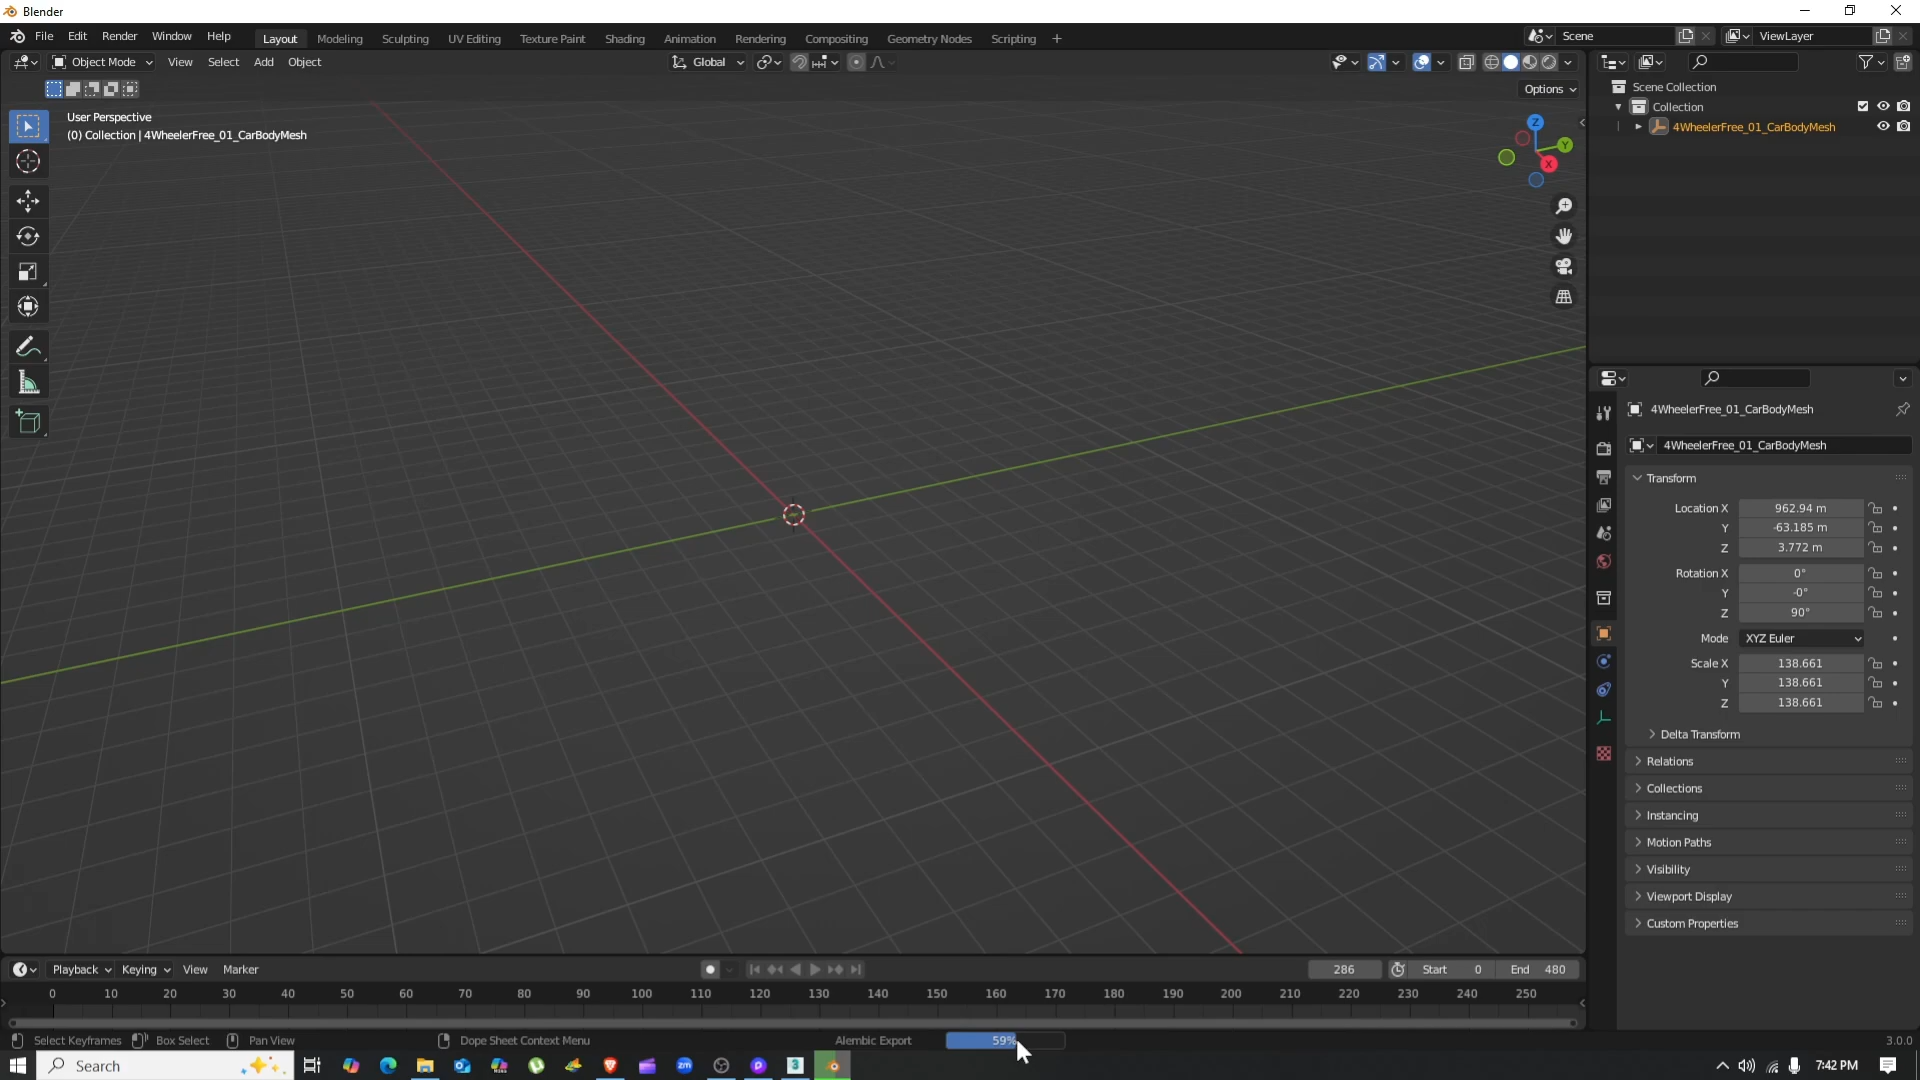 Blender
File Edit Render Window Help
Layout Modeling Sculpting UV Editing Texture Paint Shading Animation Rendering Compositing Geometry Nodes Scripting +
Scene
ViewLayer
Object Mode View Select Add Object
Global
Options
User Perspective
(0) Collection | 4WheelerFree_01_CarBodyMesh
Z
Y
X
Scene Collection
Collection
4WheelerFree_01_CarBodyMesh
4WheelerFree_01_CarBodyMesh
4WheelerFree_01_CarBodyMesh
Transform
Location X 962.94 m
Y -63.185 m
Z 3.772 m
Rotation X 0°
Y -0°
Z 90°
Mode XYZ Euler
Scale X 138.661
Y 138.661
Z 138.661
Delta Transform
Relations
Collections
Instancing
Motion Paths
Visibility
Viewport Display
Custom Properties
Playback Keying View Marker
286 Start 0 End 480
0 10 20 30 40 50 60 70 80 90 100 110 120 130 140 150 160 170 180 190 200 210 220 230 240 250
Select Keyframes Box Select Pan View Dope Sheet Context Menu Alembic Export 59% 3.0.0
Search
zm
3
7:42 PM